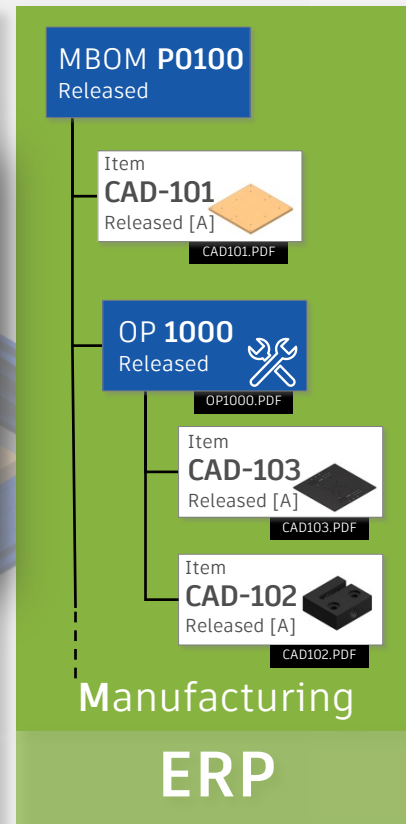 MBOM P0100
Released
Item
CAD-101
Released [A]
CAD101.PDF
OP 1000
Released
OP1000.PDF
Item
CAD-103
Released [A]
CAD103.PDF
Item
CAD-102
Released [A]
CAD102.PDF
Manufacturing
ERP